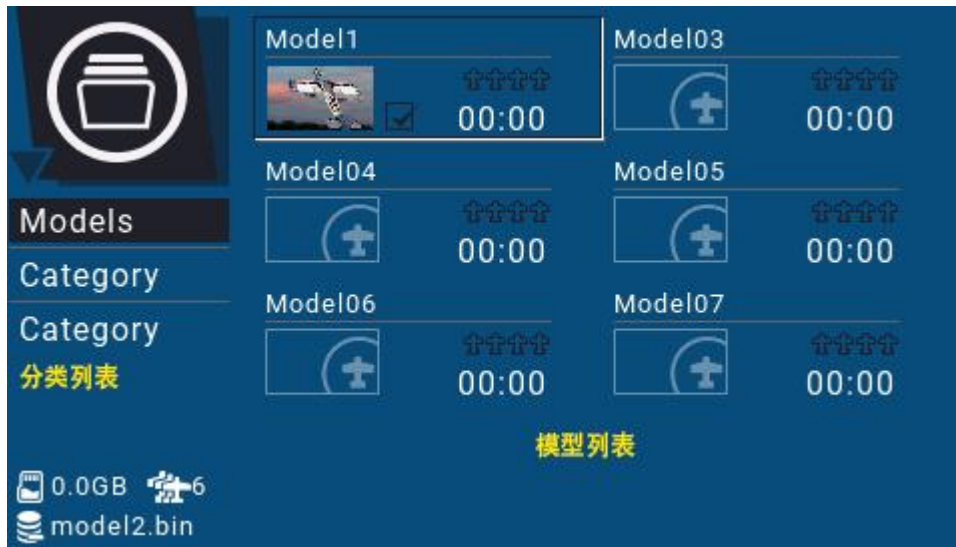 Models
Category
Category
分类列表
0.0GB 6
model2.bin
Model1
00:00
Model03
00:00
Model04
00:00
Model05
00:00
Model06
00:00
Model07
00:00
模型列表